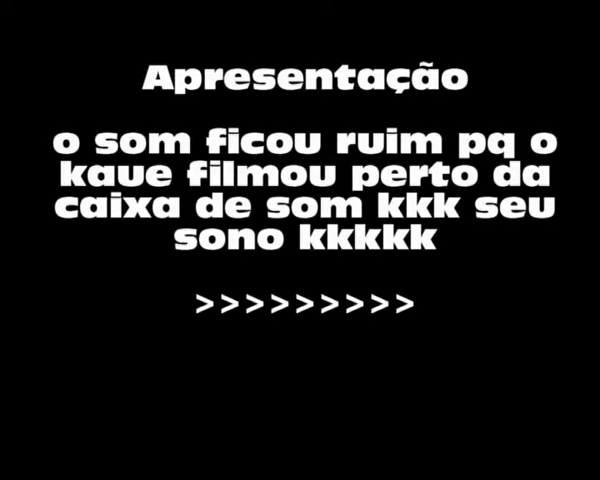 Apresentação
o som ficou ruim pq o
kaue filmou perto da
caixa de som kkk seu
sono kkkkk
>>>>>>>>>